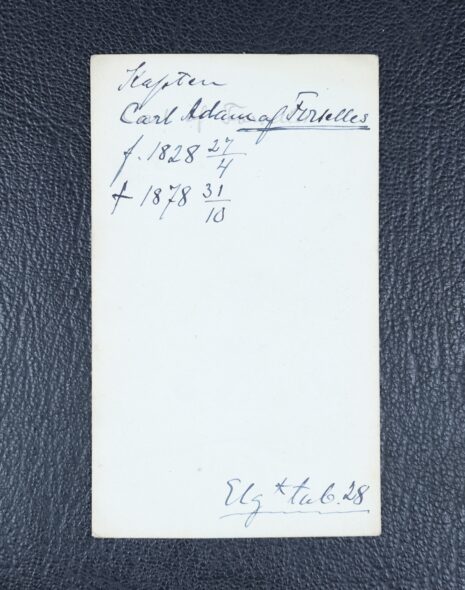 Kapten
Carl Adam af Forselles
f. 1828 27/4
† 1878 31/10
Elg * tab. 28